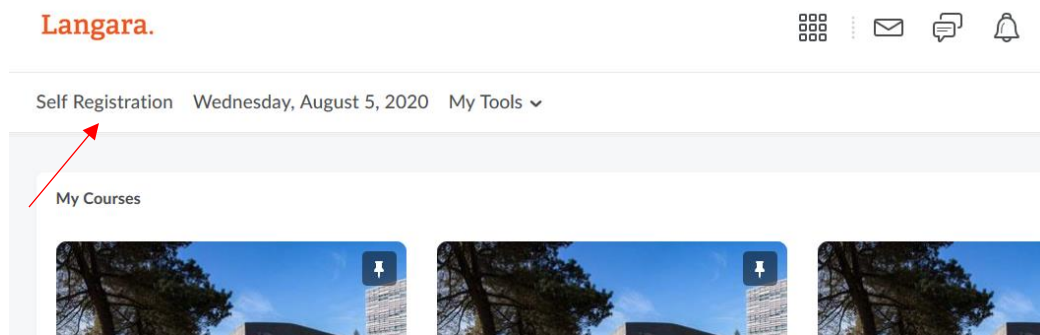 Langara.
Self Registration Wednesday, August 5, 2020 My Tools
My Courses